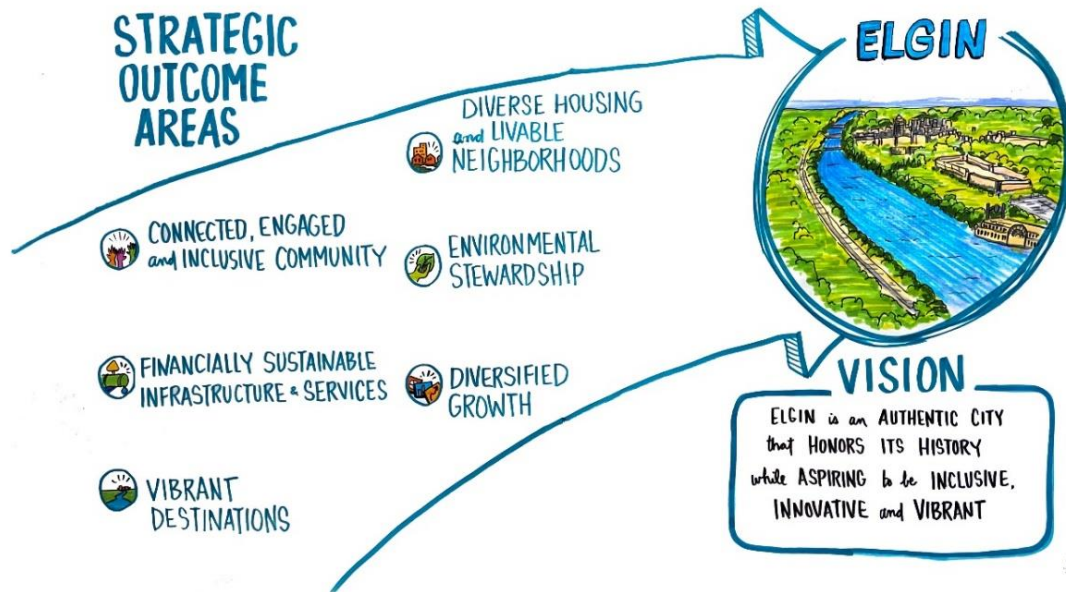 STRATEGIC
OUTCOME
AREAS
DIVERSE HOUSING
and LIVABLE
NEIGHBORHOODS
CONNECTED, ENGAGED
and INCLUSIVE COMMUNITY
ENVIRONMENTAL
STEWARDSHIP
FINANCIALLY SUSTAINABLE
INFRASTRUCTURE & SERVICES
DIVERSIFIED
GROWTH
VIBRANT
DESTINATIONS
ELGIN
VISION
ELGIN is an AUTHENTIC CITY
that HONORS ITS HISTORY
while ASPIRING to be INCLUSIVE,
INNOVATIVE and VIBRANT